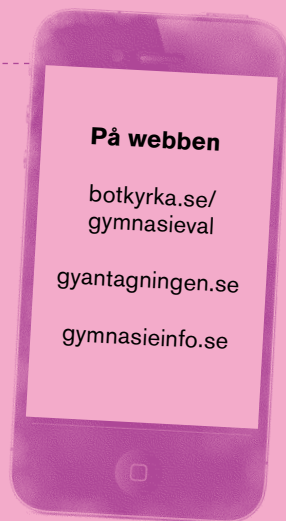 På webben
botkyrka.se/
gymnasieval
gyantagningen.se
gymnasieinfo.se